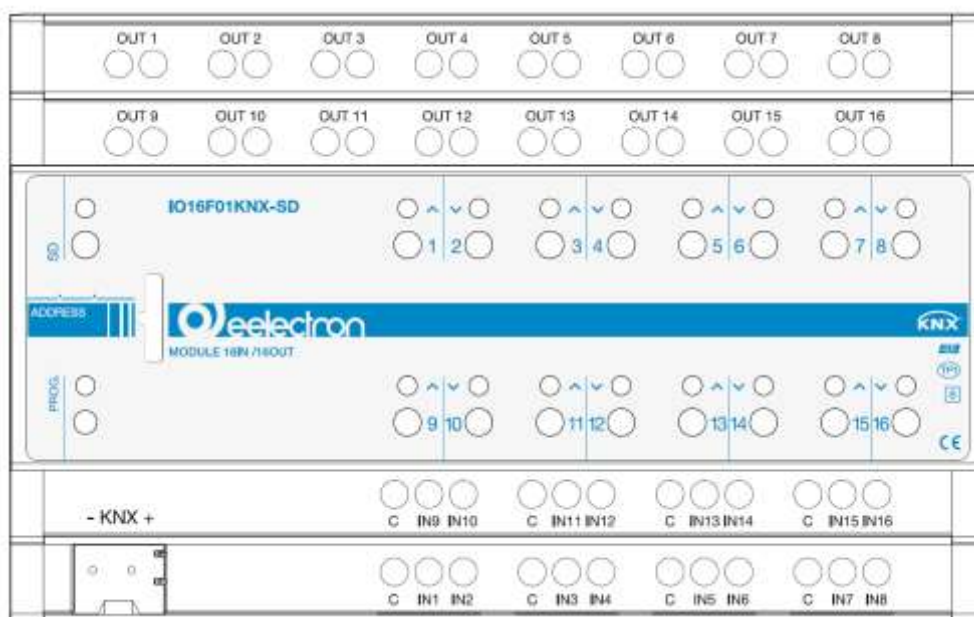 OUT 1 OUT 2 OUT 3 OUT 4 OUT 5 OUT 6 OUT 7 OUT 8
OUT 9 OUT 10 OUT 11 OUT 12 OUT 13 OUT 14 OUT 15 OUT 16
IO16F01KNX-SD
SD
1 2 3 4 5 6 7 8
ADDRESS
eelectron
KNX
MODULE 16IN /16OUT
TP1
PROG.
9 10 11 12 13 14 15 16
CE
- KNX +
C IN9 IN10 C IN11 IN12 C IN13 IN14 C IN15 IN16
C IN1 IN2 C IN3 IN4 C IN5 IN6 C IN7 IN8